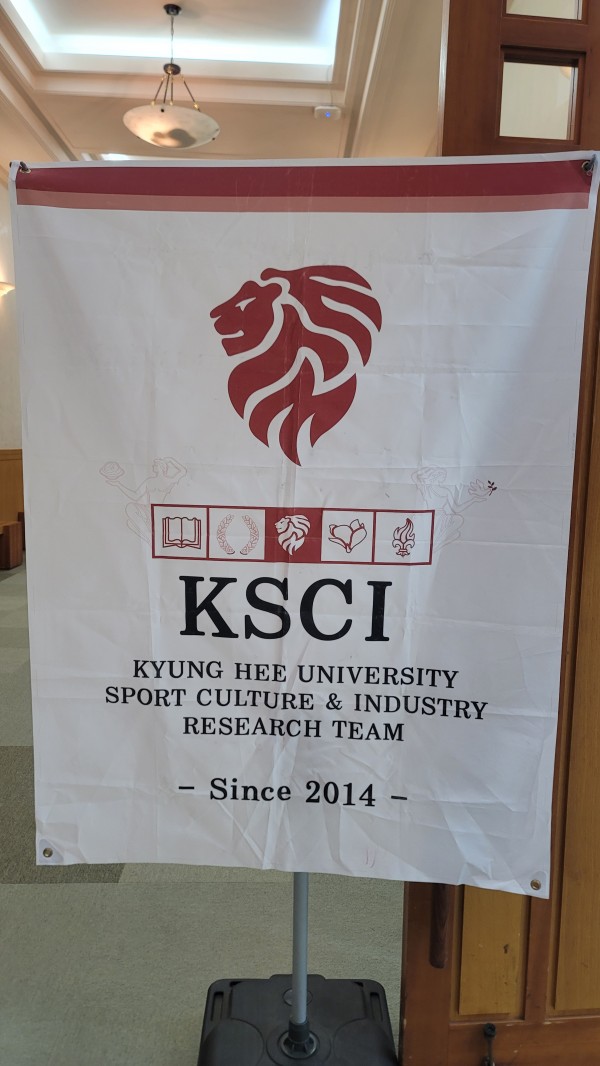 KSCI
KYUNG HEE UNIVERSITY
SPORT CULTURE & INDUSTRY
RESEARCH TEAM
– Since 2014 –